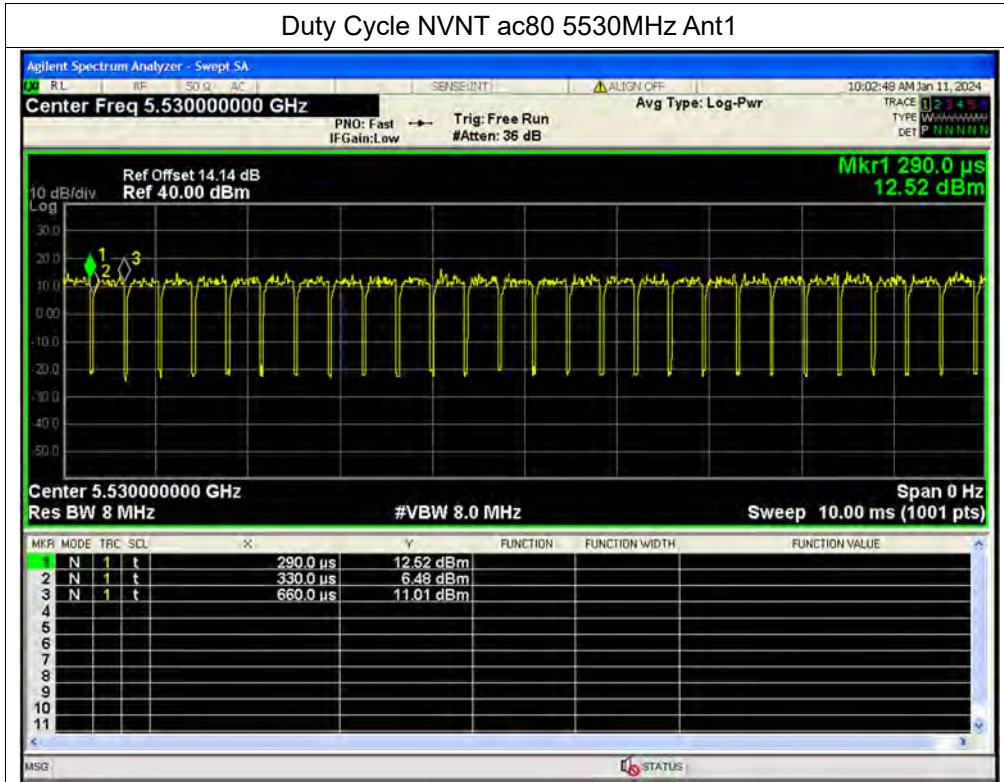 Duty Cycle NVNT ac80 5530MHz Ant1
Agilent Spectrum Analyzer - Swept SA
RL RF 50 Ω AC SENSE:INT ALIGN OFF 10:02:48 AM Jan 11, 2024
Center Freq 5.530000000 GHz Avg Type: Log-Pwr TRACE 1 2 3 4 5 6
PNO: Fast Trig: Free Run TYPE W
IFGain:Low #Atten: 36 dB DET P N N N N N
Mkr1 290.0 µs
12.52 dBm
Ref Offset 14.14 dB
10 dB/div Ref 40.00 dBm
Log
30.0
20.0
10.0
0.00
-10.0
-20.0
-30.0
-40.0
-50.0
1
2
3
Center 5.530000000 GHz Span 0 Hz
Res BW 8 MHz #VBW 8.0 MHz Sweep 10.00 ms (1001 pts)
MKR MODE TRC SCL X Y FUNCTION FUNCTION WIDTH FUNCTION VALUE
1 N 1 t 290.0 µs 12.52 dBm
2 N 1 t 330.0 µs 6.48 dBm
3 N 1 t 660.0 µs 11.01 dBm
4
5
6
7
8
9
10
11
MSG STATUS